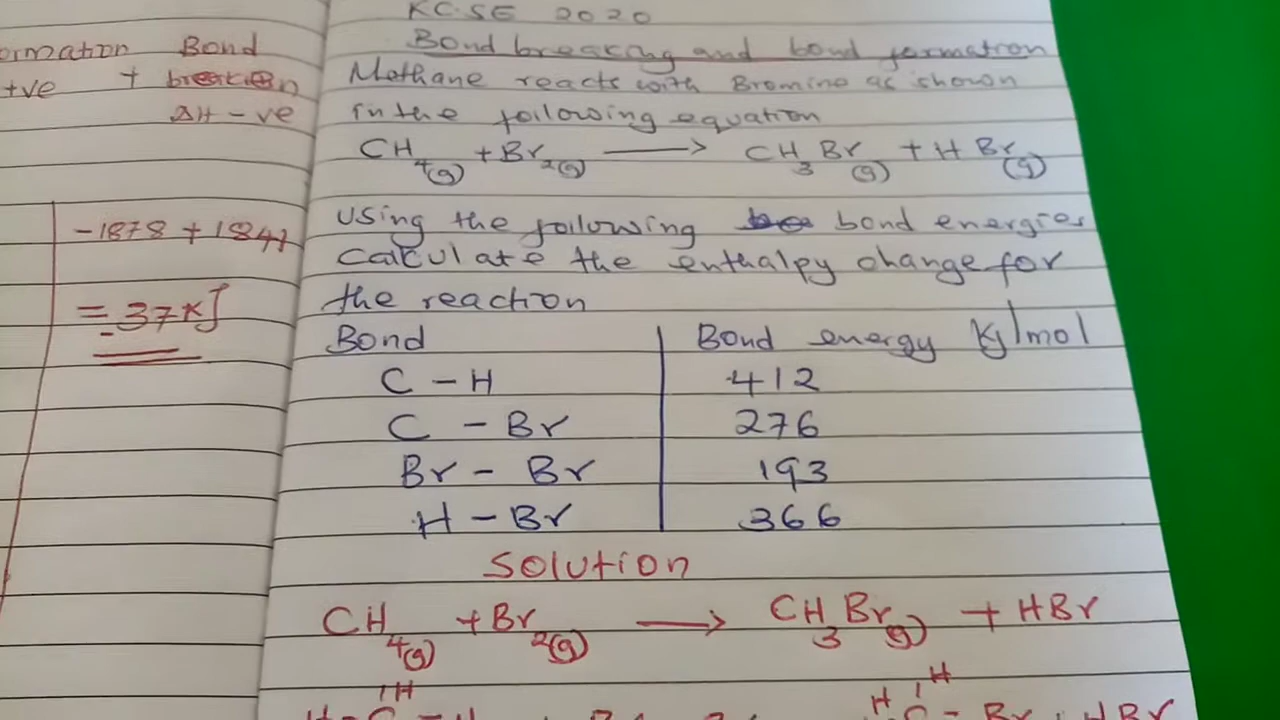 ormation Bond
+ve + breaken
ΔH -ve
-1878 + 1841
= -37KJ
KCSE 2020
Bond breaking and bond formation
Methane reacts with Bromine as shown
in the following equation
CH4(g) + Br2(g) → CH3Br(g) + HBr(g)
Using the following bond energies
calculate the enthalpy change for
the reaction
Bond Bond energy KJ/mol
C - H 412
C - Br 276
Br - Br 193
H - Br 366
Solution
CH4(g) + Br2(g) → CH3Br(g) + HBr
H H H